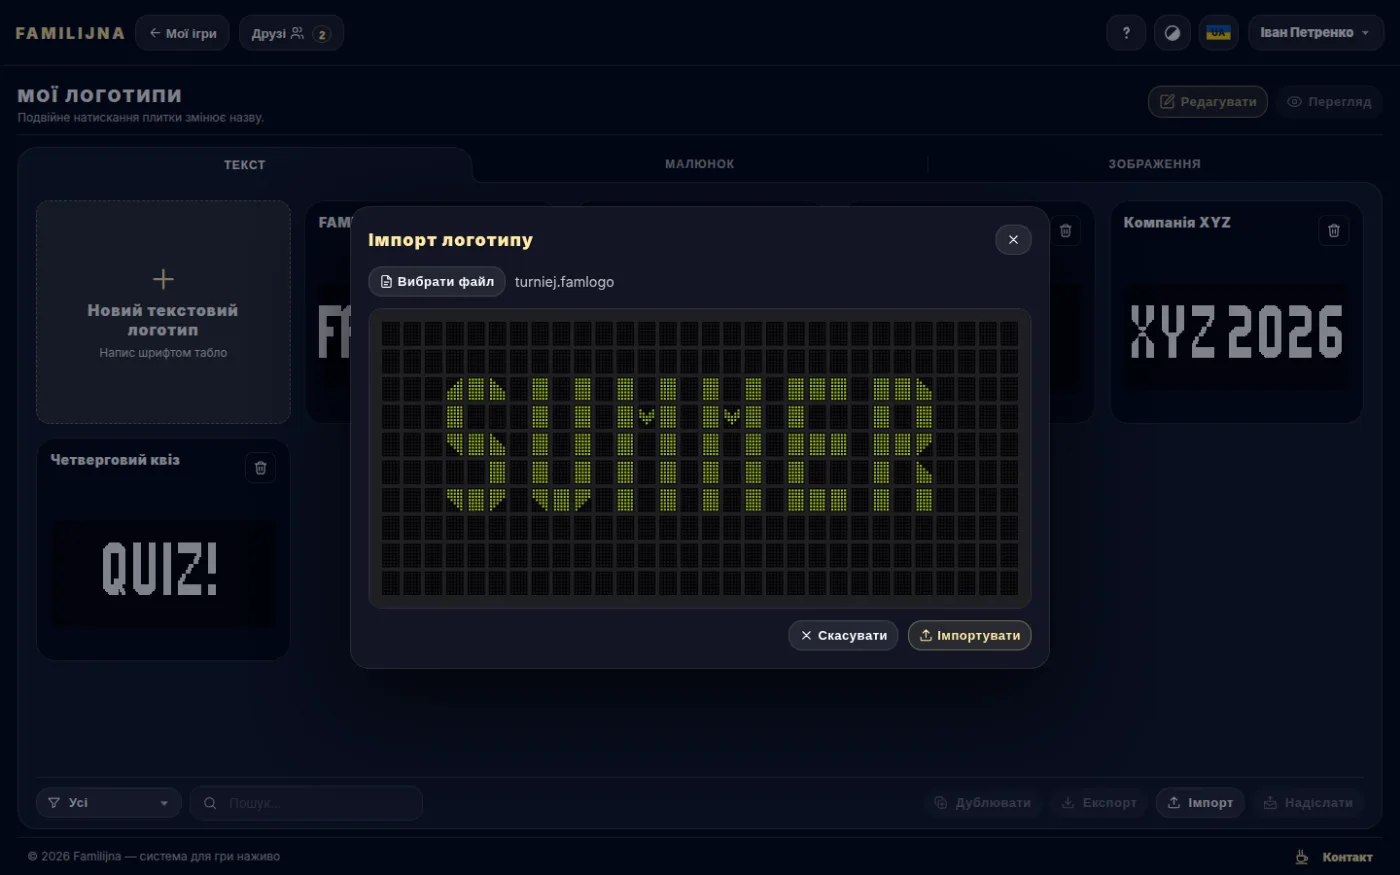 FAMILIJNA
Мої ігри
Друзі
2
?
UA
Іван Петренко
МОЇ ЛОГОТИПИ
Подвійне натискання плитки змінює назву.
Редагувати
Перегляд
ТЕКСТ
МАЛЮНОК
ЗОБРАЖЕННЯ
Новий текстовий
логотип
Напис шрифтом табло
Компанія XYZ
XYZ 2026
Четверговий квіз
QUIZ!
Імпорт логотипу
Вибрати файл
turniej.famlogo
SUMMER
Скасувати
Імпортувати
Усі
Пошук...
Дублювати
Експорт
Імпорт
Надіслати
© 2026 Familijna — система для гри наживо
Контакт